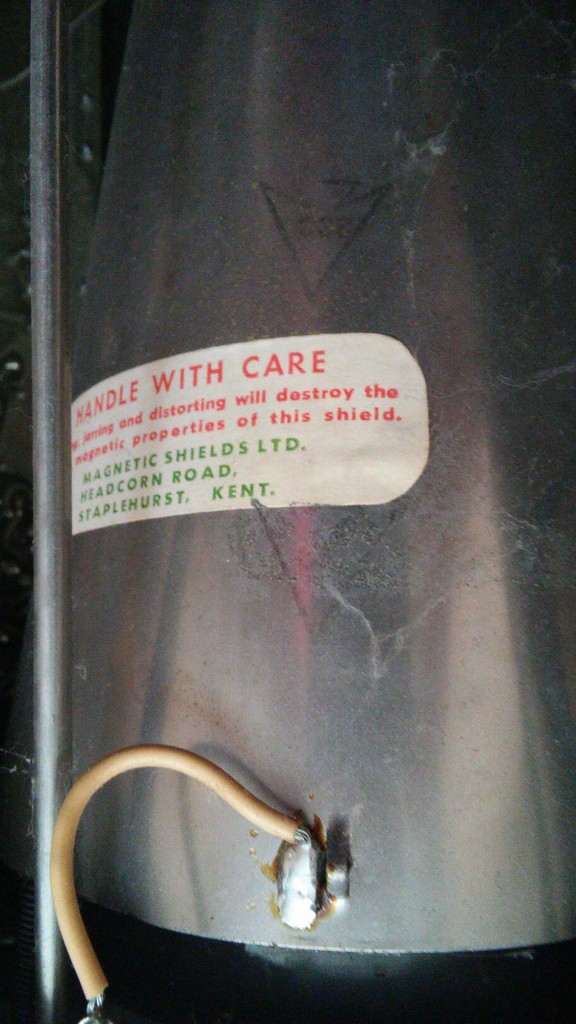 HANDLE WITH CARE
jarring and distorting will destroy the
magnetic properties of this shield.
MAGNETIC SHIELDS LTD.
HEADCORN ROAD,
STAPLEHURST, KENT.